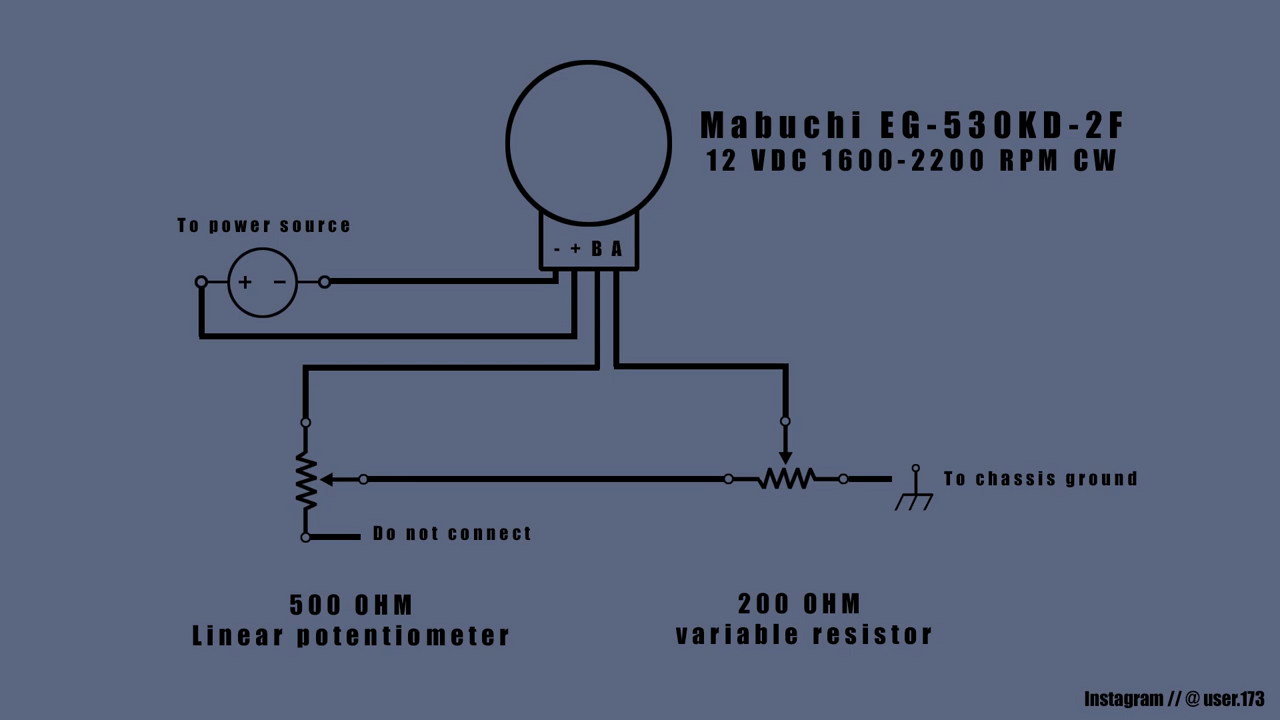 Mabuchi EG-530KD-2F
12 VDC 1600-2200 RPM CW
To power source
- + B A
+ −
To chassis ground
Do not connect
500 OHM
Linear potentiometer
200 OHM
variable resistor
Instagram // @ user.173